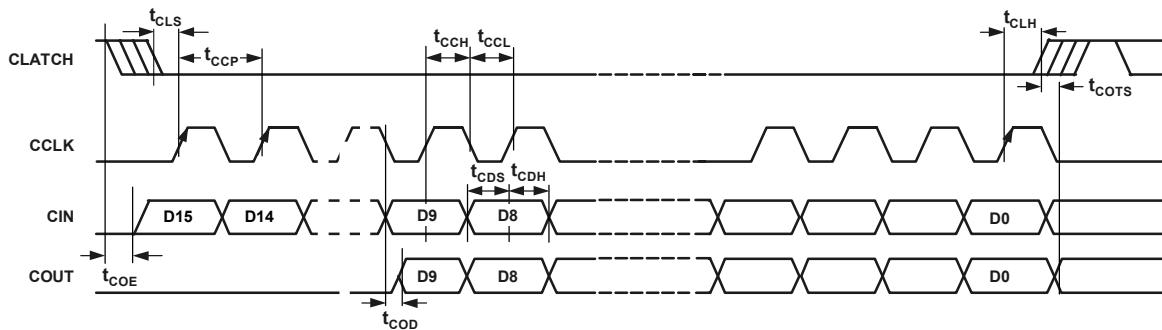 tCLS
tCCP
tCCH
tCCL
tCLH
CLATCH
tCOTS
CCLK
tCDS
tCDH
CIN
D15
D14
D9
D8
D0
tCOE
COUT
D9
D8
D0
tCOD